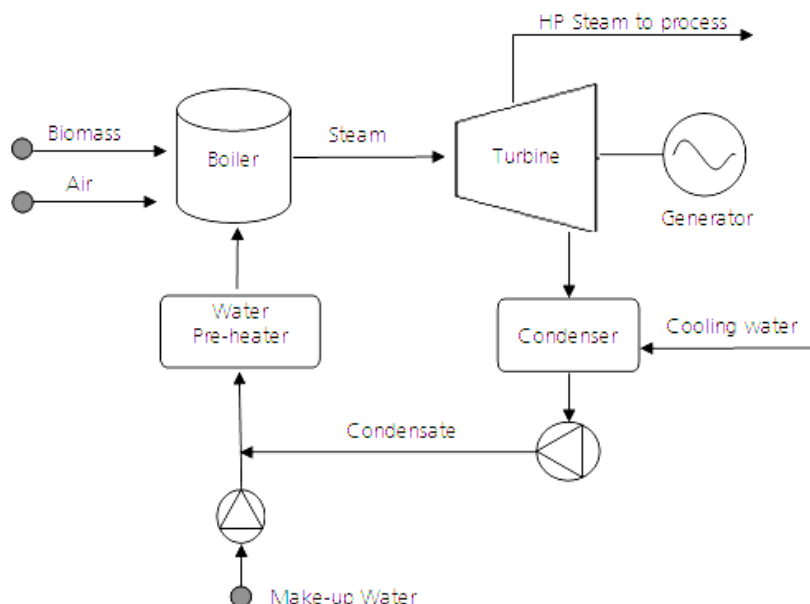 HP Steam to process
Biomass
Steam
Boiler
Turbine
Air
Generator
Water
Pre-heater
Cooling water
Condenser
Condensate
Make-up Water